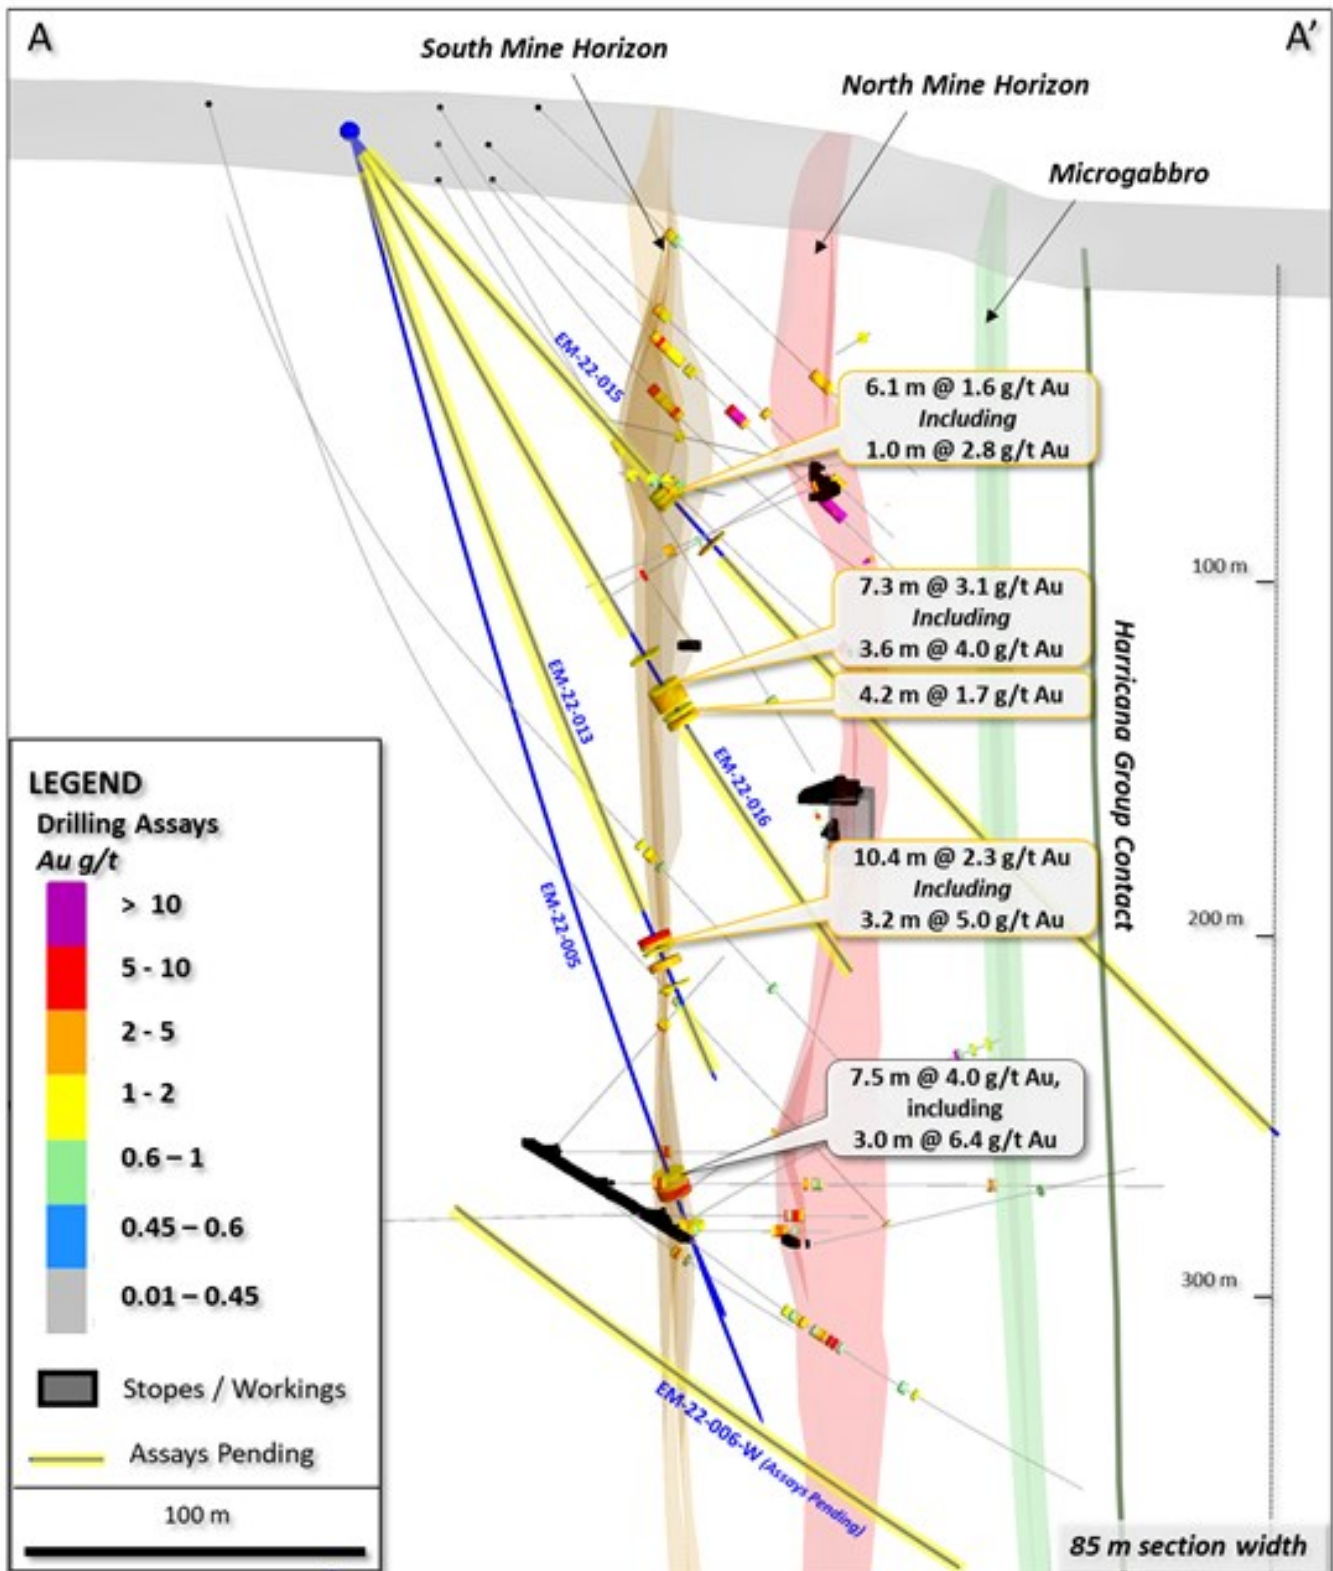 A
A'
South Mine Horizon
North Mine Horizon
Microgabbro
EM-22-015
6.1 m @ 1.6 g/t Au
Including
1.0 m @ 2.8 g/t Au
100 m
7.3 m @ 3.1 g/t Au
Including
3.6 m @ 4.0 g/t Au
4.2 m @ 1.7 g/t Au
Harricana Group Contact
EM-22-013
EM-22-016
EM-22-005
10.4 m @ 2.3 g/t Au
Including
3.2 m @ 5.0 g/t Au
200 m
7.5 m @ 4.0 g/t Au,
including
3.0 m @ 6.4 g/t Au
300 m
EM-22-006-W (Assays Pending)
LEGEND
Drilling Assays
Au g/t
> 10
5 - 10
2 - 5
1 - 2
0.6 – 1
0.45 – 0.6
0.01 – 0.45
Stopes / Workings
Assays Pending
100 m
85 m section width